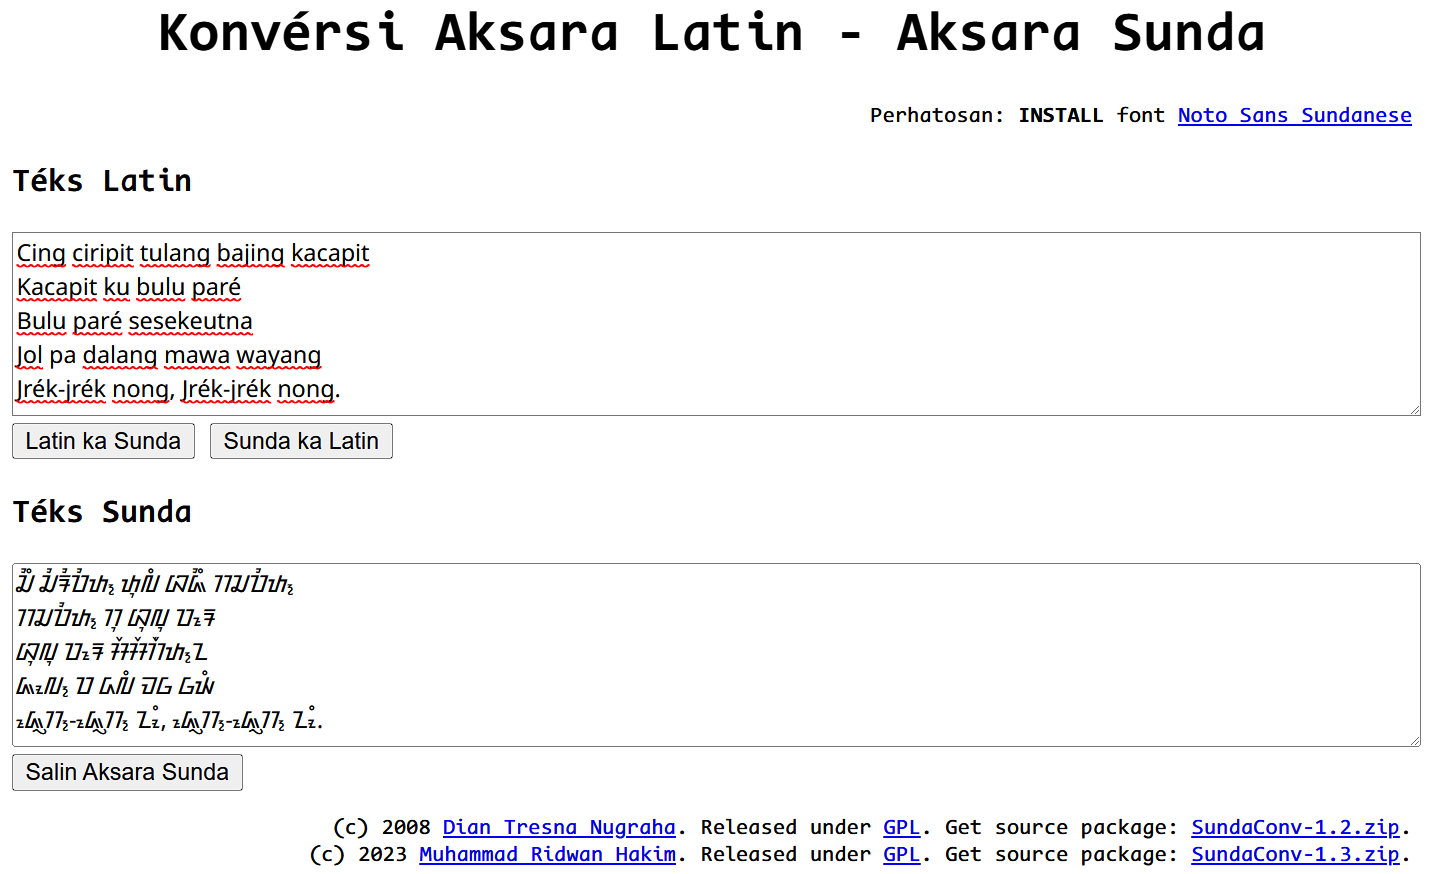 Konvérsi Aksara Latin - Aksara Sunda
Perhatosan: INSTALL font Noto Sans Sundanese
Téks Latin
Cing ciripit tulang bajing kacapit
Kacapit ku bulu paré
Bulu paré sesekeutna
Jol pa dalang mawa wayang
Jrék-jrék nong, Jrék-jrék nong.
Latin ka Sunda Sunda ka Latin
Téks Sunda
ᮎᮤᮀ ᮎᮤᮛᮤᮕᮤᮒ᮪ ᮒᮥᮜᮀ ᮘᮏᮤᮀ ᮊᮎᮕᮤᮒ᮪
ᮊᮎᮕᮤᮒ᮪ ᮊᮥ ᮘᮥᮜᮥ ᮕᮛᮦ
ᮘᮥᮜᮥ ᮕᮛᮦ ᮞᮨᮞᮨᮊᮩᮒ᮪ᮔ
ᮏᮧᮜ᮪ ᮕ ᮓᮜᮀ ᮙᮝ ᮝᮚᮀ
ᮏᮢᮦᮊ᮪-ᮏᮢᮦᮊ᮪ ᮔᮧᮀ, ᮏᮢᮦᮊ᮪-ᮏᮢᮦᮊ᮪ ᮔᮧᮀ.
Salin Aksara Sunda
(c) 2008 Dian Tresna Nugraha. Released under GPL. Get source package: SundaConv-1.2.zip.
(c) 2023 Muhammad Ridwan Hakim. Released under GPL. Get source package: SundaConv-1.3.zip.